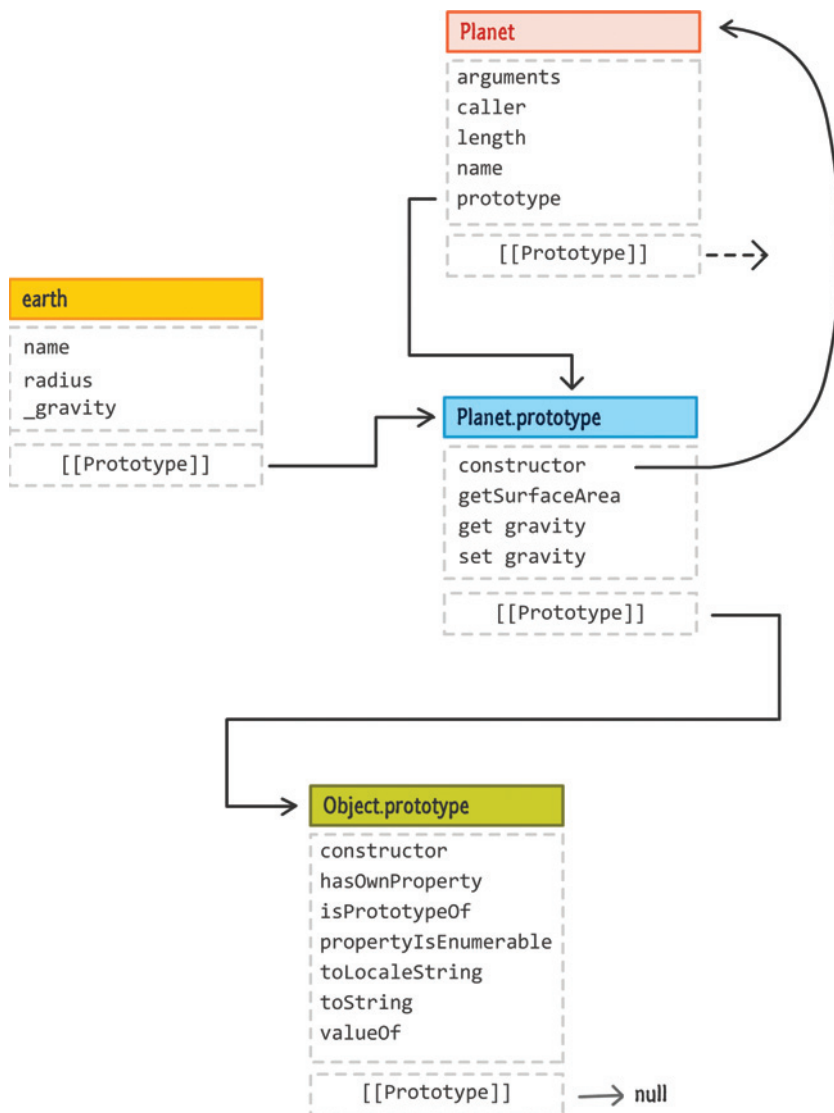 Planet
arguments
caller
length
name
prototype
[[Prototype]]
earth
name
radius
_gravity
[[Prototype]]
Planet.prototype
constructor
getSurfaceArea
get gravity
set gravity
[[Prototype]]
Object.prototype
constructor
hasOwnProperty
isPrototypeOf
propertyIsEnumerable
toLocaleString
toString
valueOf
[[Prototype]] null